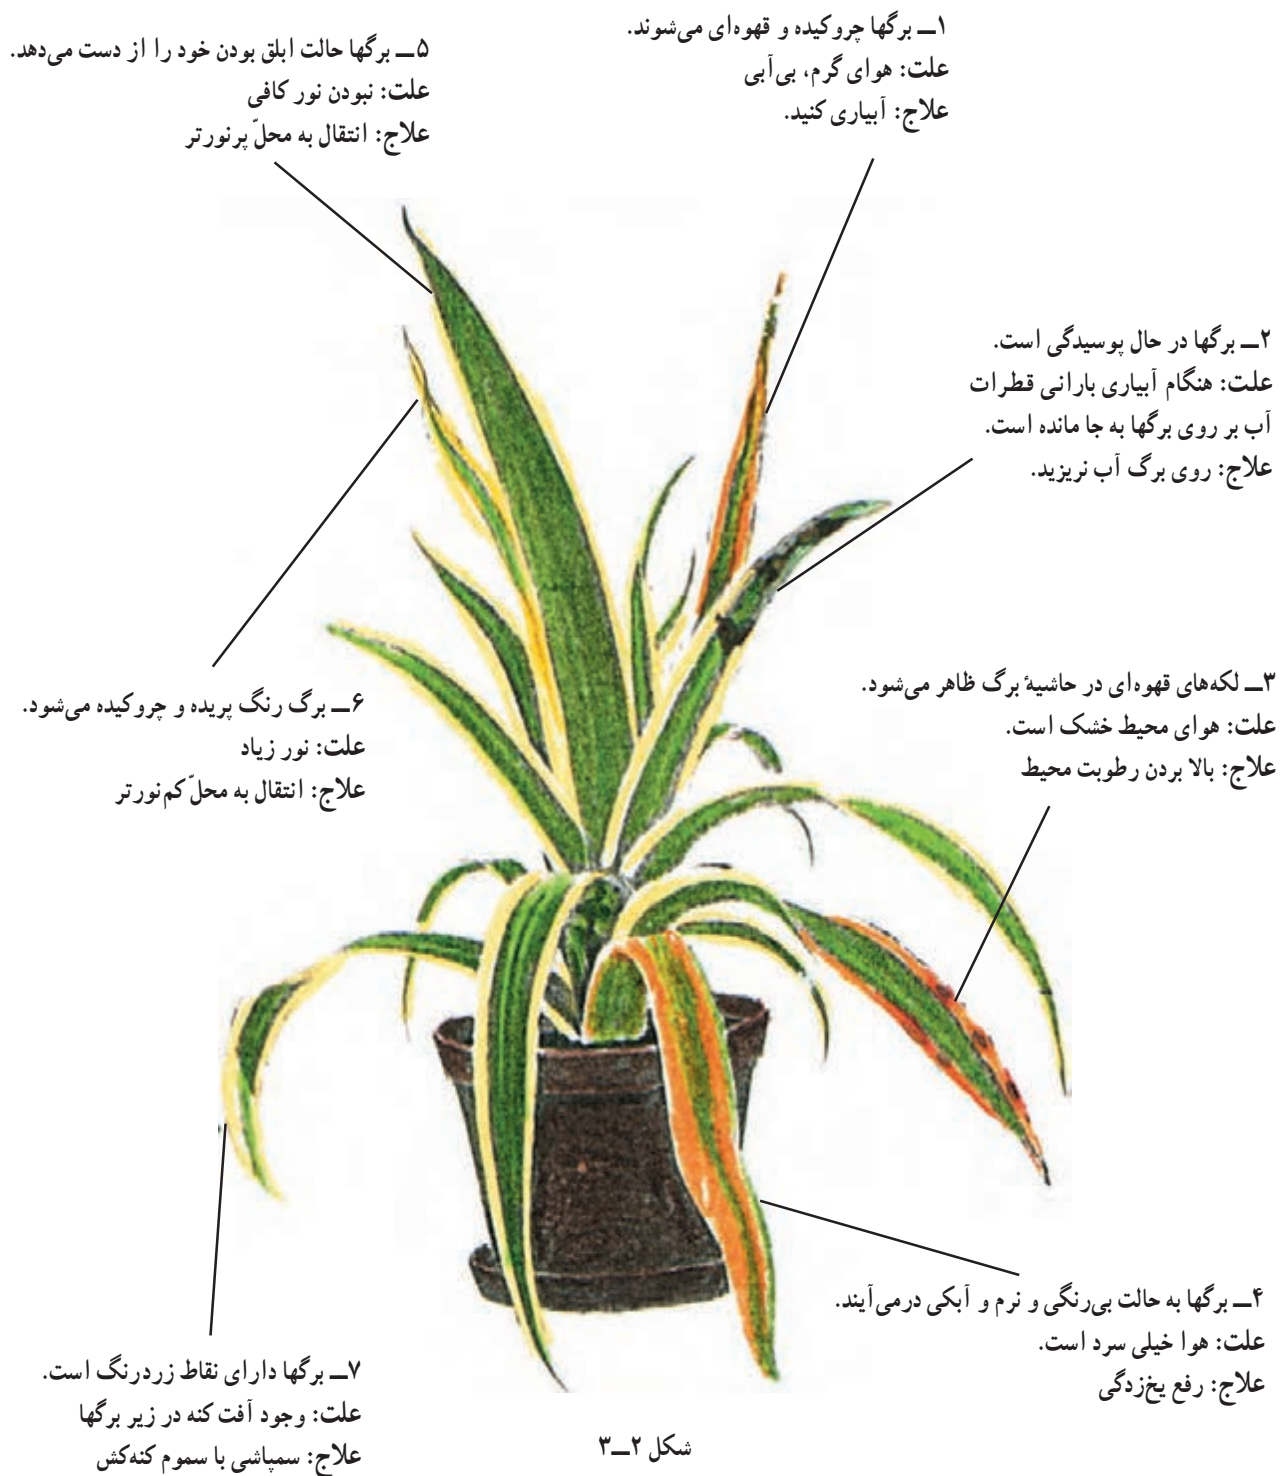 ۱ــ برگها چروکیده و قهوه‌ای می‌شوند.
علت: هوای گرم، بی‌آبی
علاج: آبیاری کنید.
۲ــ برگها در حال پوسیدگی است.
علت: هنگام آبیاری بارانی قطرات
آب بر روی برگها به جا مانده است.
علاج: روی برگ آب نریزید.
۳ــ لکه‌های قهوه‌ای در حاشیهٔ برگ ظاهر می‌شود.
علت: هوای محیط خشک است.
علاج: بالا بردن رطوبت محیط
۴ــ برگها به حالت بی‌رنگی و نرم و آبکی درمی‌آیند.
علت: هوا خیلی سرد است.
علاج: رفع یخ‌زدگی
۵ــ برگها حالت ابلق بودن خود را از دست می‌دهد.
علت: نبودن نور کافی
علاج: انتقال به محلّ پرنورتر
۶ــ برگ رنگ پریده و چروکیده می‌شود.
علت: نور زیاد
علاج: انتقال به محلّ کم‌نورتر
۷ــ برگها دارای نقاط زردرنگ است.
علت: وجود آفت کنه در زیر برگها
علاج: سمپاشی با سموم کنه‌کش
شکل ۲ــ۳